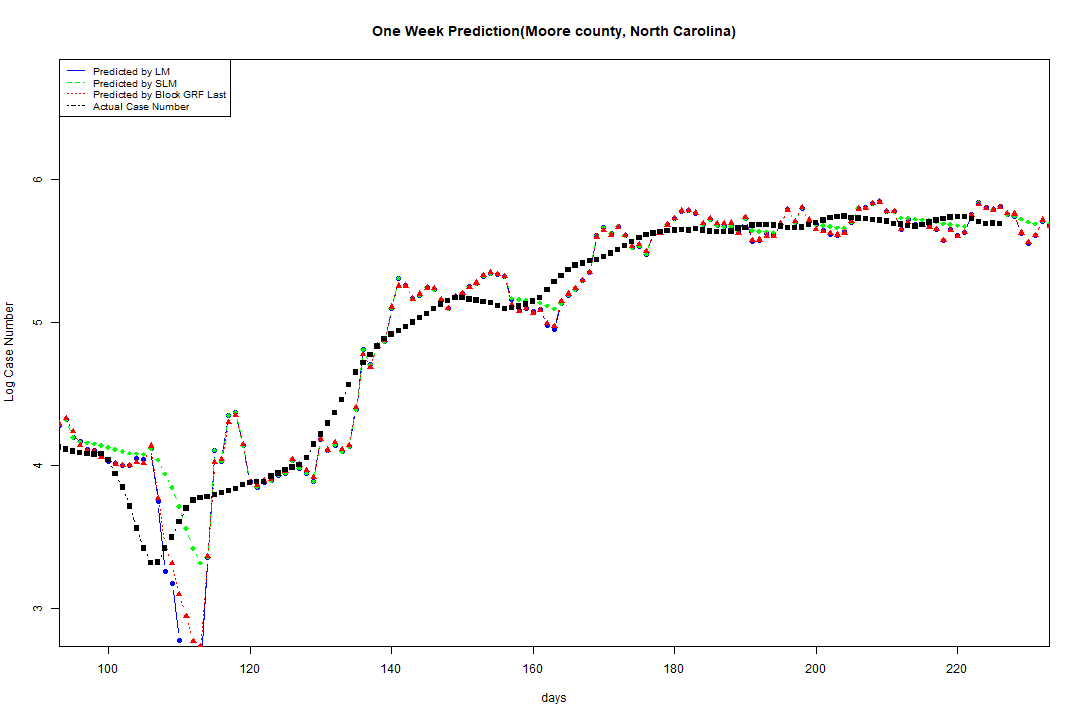 One Week Prediction(Moore county, North Carolina)
Predicted by LM
Predicted by SLM
Predicted by Block GRF Last
Actual Case Number
6
5
4
3
Log Case Number
100 120 140 160 180 200 220
days